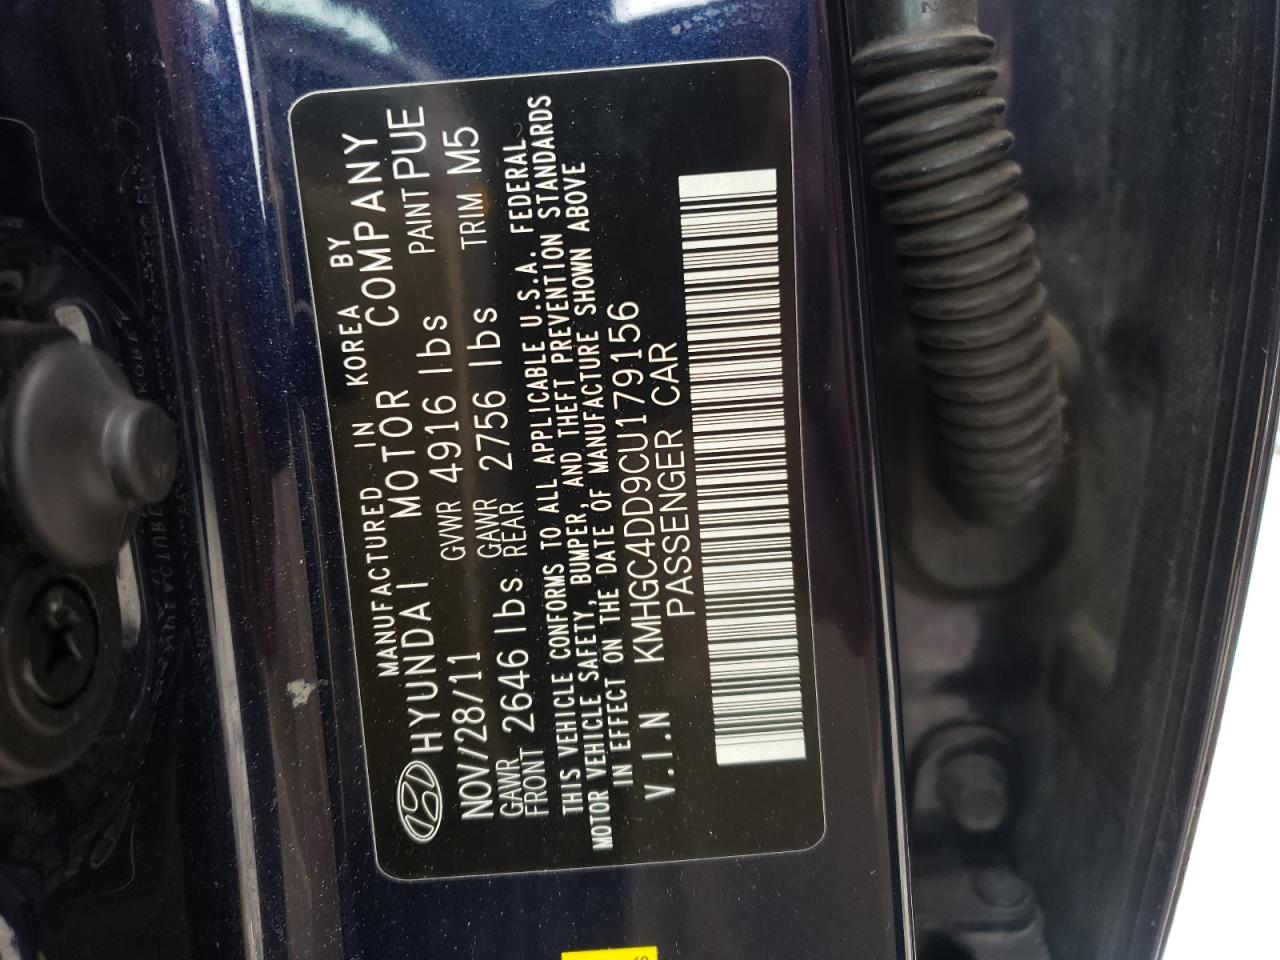 MANUFACTURED IN KOREA BY
HYUNDAI MOTOR COMPANY
NOV/28/11 GVWR 4916 lbs PAINT PUE
GAWR FRONT 2646 lbs GAWR REAR 2756 lbs TRIM M5
THIS VEHICLE CONFORMS TO ALL APPLICABLE U.S.A. FEDERAL
MOTOR VEHICLE SAFETY, BUMPER, AND THEFT PREVENTION STANDARDS
IN EFFECT ON THE DATE OF MANUFACTURE SHOWN ABOVE
V.I.N KMHGC4DD9CU179156
PASSENGER CAR